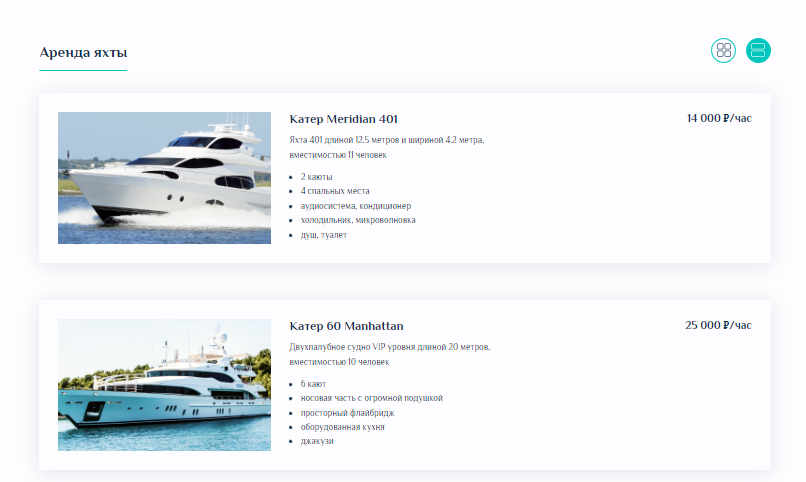 Аренда яхты
Катер Meridian 401
14 000 ₽/час
Яхта 401 длиной 12.5 метров и шириной 4.2 метра,
вместимостью 11 человек
2 каюты
4 спальных места
аудиосистема, кондиционер
холодильник, микроволновка
душ, туалет
Катер 60 Manhattan
25 000 ₽/час
Двухпалубное судно VIP уровня длиной 20 метров,
вместимостью 10 человек
6 кают
носовая часть с огромной подушкой
просторный флайбридж
оборудованная кухня
джакузи